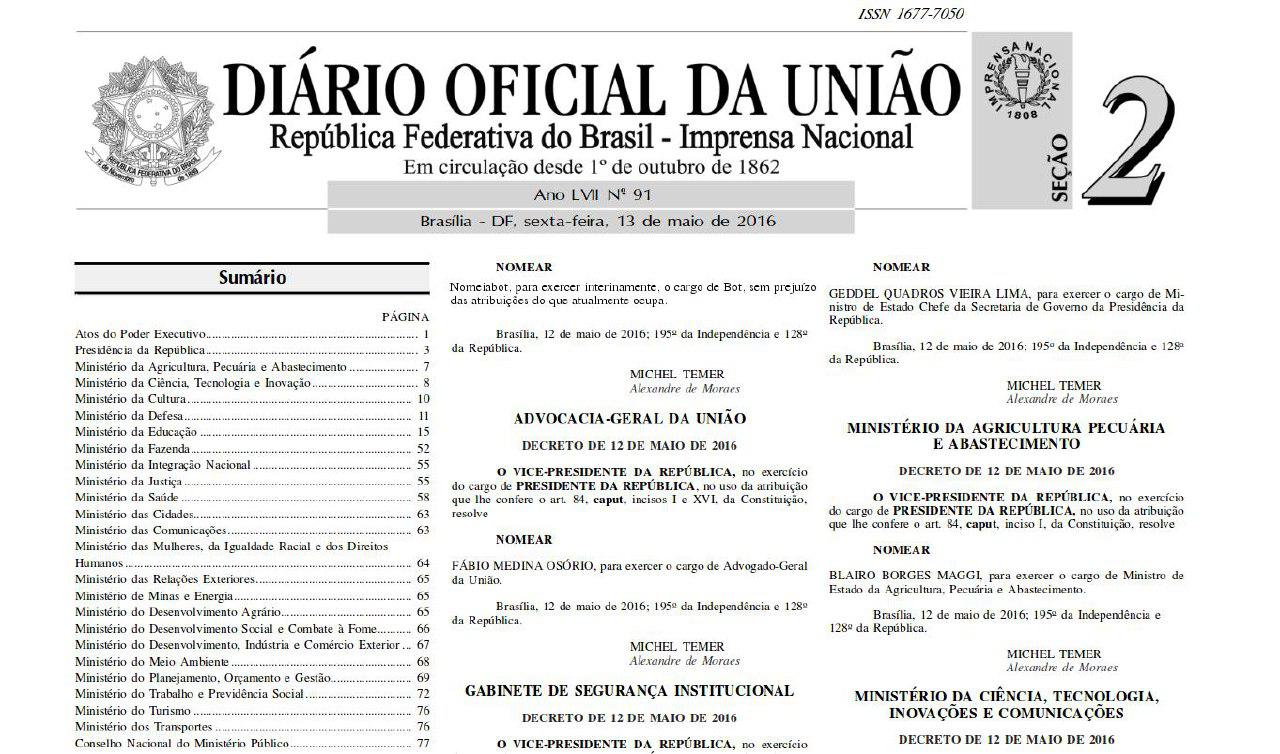 ISSN 1677-7050
DIÁRIO OFICIAL DA UNIÃO
República Federativa do Brasil - Imprensa Nacional
Em circulação desde 1º de outubro de 1862
Ano LVII Nº 91
Brasília - DF, sexta-feira, 13 de maio de 2016
REPÚBLICA FEDERATIVA DO BRASIL
15 de Novembro de 1889
IMPRENSA NACIONAL
1808
SEÇÃO
2
Sumário
PÁGINA
Atos do Poder Executivo 1
Presidência da República 3
Ministério da Agricultura, Pecuária e Abastecimento 7
Ministério da Ciência, Tecnologia e Inovação 8
Ministério da Cultura 10
Ministério da Defesa 11
Ministério da Educação 15
Ministério da Fazenda 52
Ministério da Integração Nacional 55
Ministério da Justiça 55
Ministério da Saúde 58
Ministério das Cidades 63
Ministério das Comunicações 63
Ministério das Mulheres, da Igualdade Racial e dos Direitos
Humanos 64
Ministério das Relações Exteriores 65
Ministério de Minas e Energia 65
Ministério do Desenvolvimento Agrário 65
Ministério do Desenvolvimento Social e Combate à Fome 66
Ministério do Desenvolvimento, Indústria e Comércio Exterior 67
Ministério do Meio Ambiente 68
Ministério do Planejamento, Orçamento e Gestão 69
Ministério do Trabalho e Previdência Social 72
Ministério do Turismo 76
Ministério dos Transportes 76
Conselho Nacional do Ministério Público 77
NOMEAR
Nomeiabot, para exercer interinamente, o cargo de Bot, sem prejuízo
das atribuições do que atualmente ocupa.
Brasília, 12 de maio de 2016; 195º da Independência e 128º
da República.
MICHEL TEMER
Alexandre de Moraes
ADVOCACIA-GERAL DA UNIÃO
DECRETO DE 12 DE MAIO DE 2016
O VICE-PRESIDENTE DA REPÚBLICA, no exercício
do cargo de PRESIDENTE DA REPÚBLICA, no uso da atribuição
que lhe confere o art. 84, caput, incisos I e XVI, da Constituição,
resolve
NOMEAR
FÁBIO MEDINA OSÓRIO, para exercer o cargo de Advogado-Geral
da União.
Brasília, 12 de maio de 2016; 195º da Independência e 128º
da República.
MICHEL TEMER
Alexandre de Moraes
GABINETE DE SEGURANÇA INSTITUCIONAL
DECRETO DE 12 DE MAIO DE 2016
O VICE-PRESIDENTE DA REPÚBLICA, no exercício
NOMEAR
GEDDEL QUADROS VIEIRA LIMA, para exercer o cargo de Mi-
nistro de Estado Chefe da Secretaria de Governo da Presidência da
República.
Brasília, 12 de maio de 2016; 195º da Independência e 128º
da República.
MICHEL TEMER
Alexandre de Moraes
MINISTÉRIO DA AGRICULTURA PECUÁRIA
E ABASTECIMENTO
DECRETO DE 12 DE MAIO DE 2016
O VICE-PRESIDENTE DA REPÚBLICA, no exercício
do cargo de PRESIDENTE DA REPÚBLICA, no uso da atribuição
que lhe confere o art. 84, caput, inciso I, da Constituição, resolve
NOMEAR
BLAIRO BORGES MAGGI, para exercer o cargo de Ministro de
Estado da Agricultura, Pecuária e Abastecimento.
Brasília, 12 de maio de 2016; 195º da Independência e
128º da República.
MICHEL TEMER
Alexandre de Moraes
MINISTÉRIO DA CIÊNCIA, TECNOLOGIA,
INOVAÇÕES E COMUNICAÇÕES
DECRETO DE 12 DE MAIO DE 2016